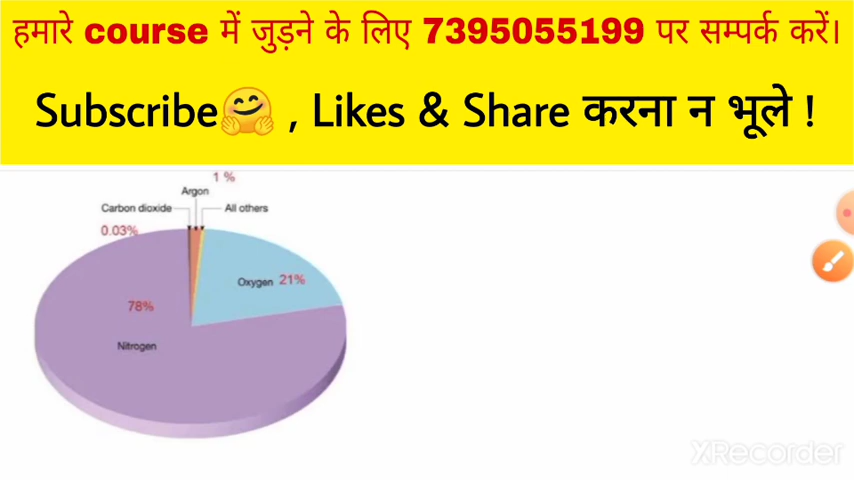 हमारे course में जुड़ने के लिए 7395055199 पर सम्पर्क करें।
Subscribe🤗 , Likes & Share करना न भूले !
1 %
Argon
Carbon dioxide
All others
0.03%
Oxygen 21%
78%
Nitrogen
XRecorder